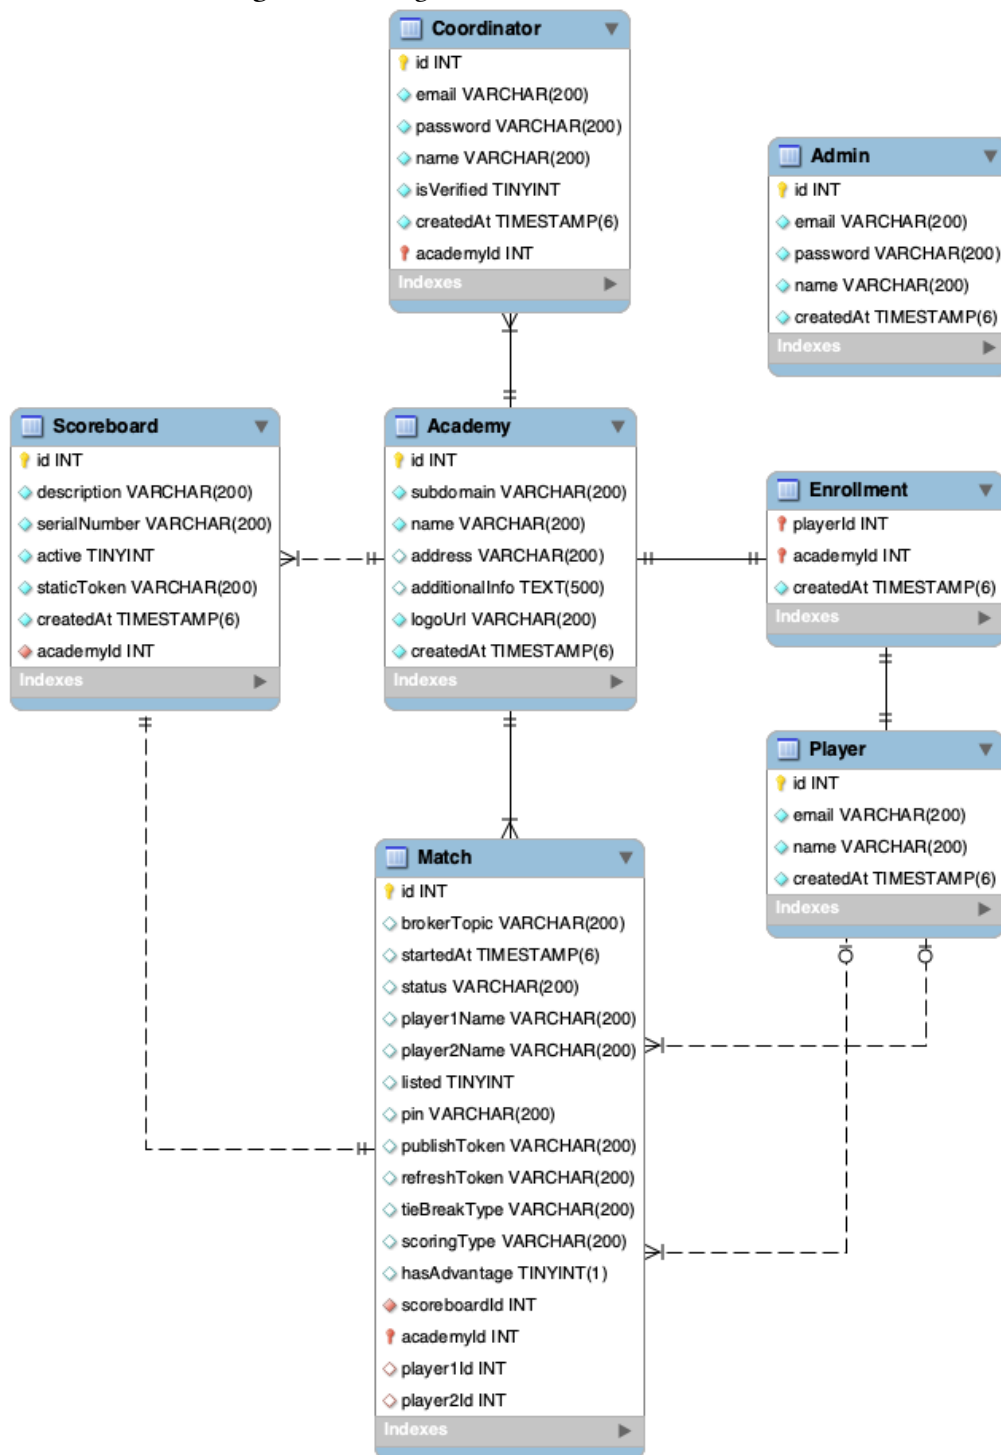 Coordinator
id INT
email VARCHAR(200)
password VARCHAR(200)
name VARCHAR(200)
isVerified TINYINT
createdAt TIMESTAMP(6)
academyId INT
Indexes
Admin
id INT
email VARCHAR(200)
password VARCHAR(200)
name VARCHAR(200)
createdAt TIMESTAMP(6)
Indexes
Scoreboard
id INT
description VARCHAR(200)
serialNumber VARCHAR(200)
active TINYINT
staticToken VARCHAR(200)
createdAt TIMESTAMP(6)
academyId INT
Indexes
Academy
id INT
subdomain VARCHAR(200)
name VARCHAR(200)
address VARCHAR(200)
additionalInfo TEXT(500)
logoUrl VARCHAR(200)
createdAt TIMESTAMP(6)
Indexes
Enrollment
playerId INT
academyId INT
createdAt TIMESTAMP(6)
Indexes
Player
id INT
email VARCHAR(200)
name VARCHAR(200)
createdAt TIMESTAMP(6)
Indexes
Match
id INT
brokerTopic VARCHAR(200)
startedAt TIMESTAMP(6)
status VARCHAR(200)
player1Name VARCHAR(200)
player2Name VARCHAR(200)
listed TINYINT
pin VARCHAR(200)
publishToken VARCHAR(200)
refreshToken VARCHAR(200)
tieBreakType VARCHAR(200)
scoringType VARCHAR(200)
hasAdvantage TINYINT(1)
scoreboardId INT
academyId INT
player1Id INT
player2Id INT
Indexes